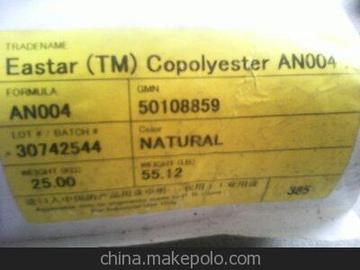 TRADENAME
Eastar (TM) Copolyester AN004
FORMULA
GMN
AN004
50108859
LOT # / BATCH #
Color
30742544
NATURAL
WEIGHT (KG)
WEIGHT (LB)
25.00
55.12
385
china.makepolo.com